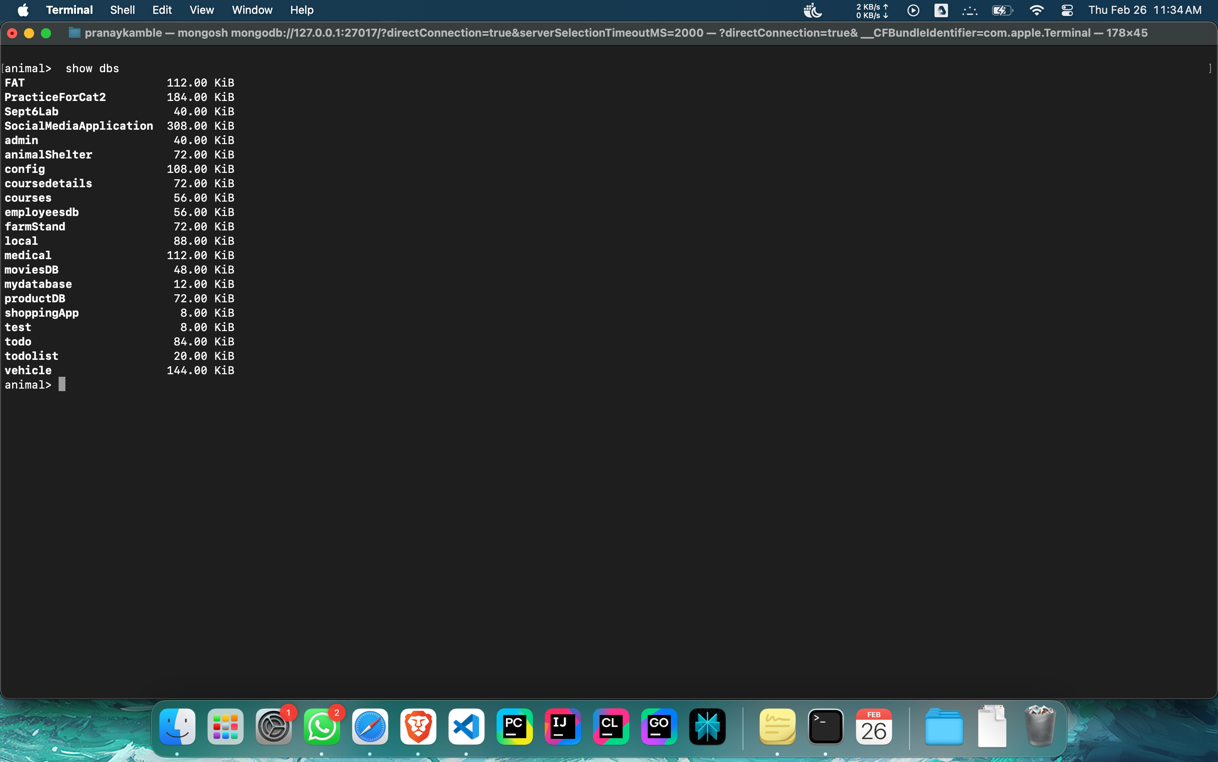 Terminal Shell Edit View Window Help 2 KB/s↑ 0 KB/s↓ Thu Feb 26 11:34 AM
pranaykamble — mongosh mongodb://127.0.0.1:27017/?directConnection=true&serverSelectionTimeoutMS=2000 — ?directConnection=true& __CFBundleIdentifier=com.apple.Terminal — 178×45
[animal>  show dbs ]
FAT 112.00 KiB
PracticeForCat2 184.00 KiB
Sept6Lab 40.00 KiB
SocialMediaApplication 308.00 KiB
admin 40.00 KiB
animalShelter 72.00 KiB
config 108.00 KiB
coursedetails 72.00 KiB
courses 56.00 KiB
employeesdb 56.00 KiB
farmStand 72.00 KiB
local 88.00 KiB
medical 112.00 KiB
moviesDB 48.00 KiB
mydatabase 12.00 KiB
productDB 72.00 KiB
shoppingApp 8.00 KiB
test 8.00 KiB
todo 84.00 KiB
todolist 20.00 KiB
vehicle 144.00 KiB
animal>
1 2 PC IJ CL GO >_ FEB 26